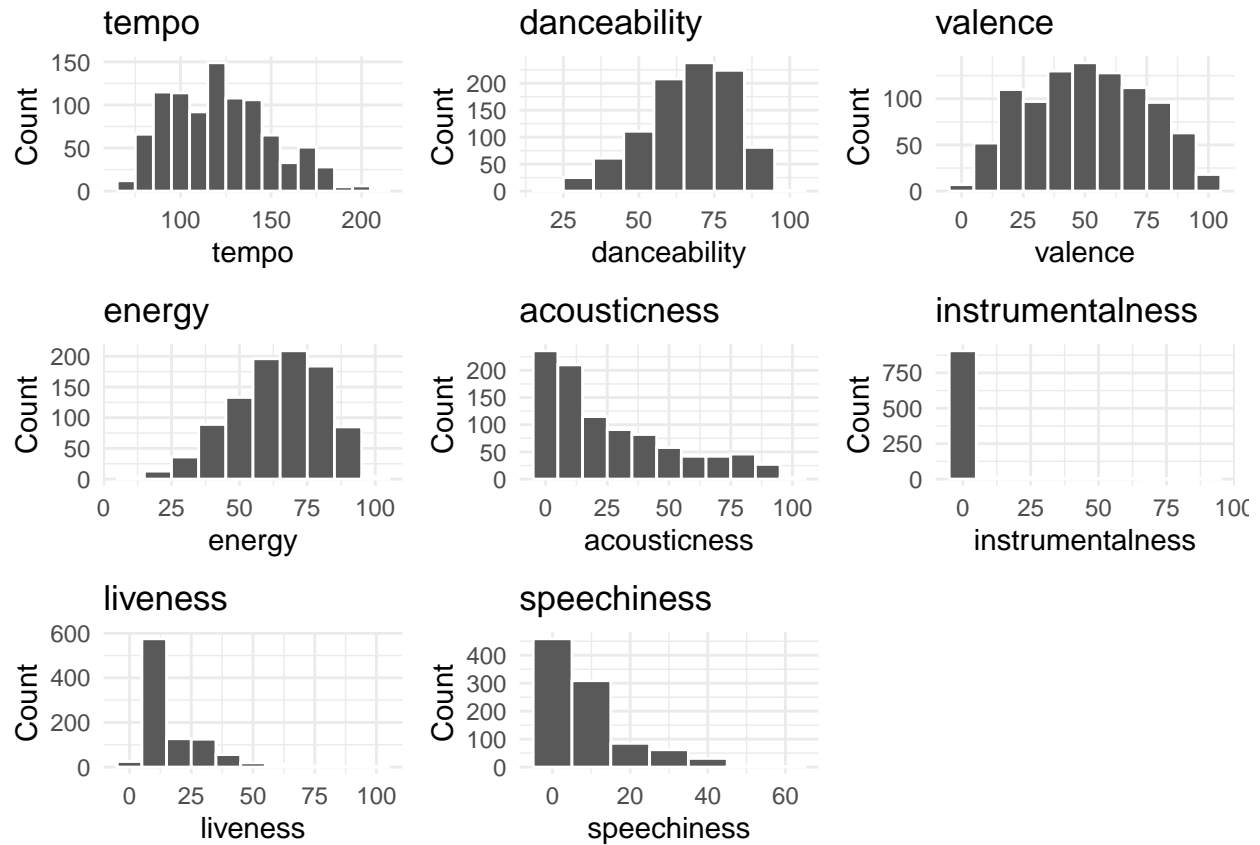 tempo
Count
150
100
50
0
100 150 200
tempo
danceability
Count
200
150
100
50
0
25 50 75 100
danceability
valence
Count
100
50
0
0 25 50 75 100
valence
energy
Count
200
150
100
50
0
0 25 50 75 100
energy
acousticness
Count
200
150
100
50
0
0 25 50 75 100
acousticness
instrumentalness
Count
750
500
250
0
0 25 50 75 100
instrumentalness
liveness
Count
600
400
200
0
0 25 50 75 100
liveness
speechiness
Count
400
300
200
100
0
0 20 40 60
speechiness